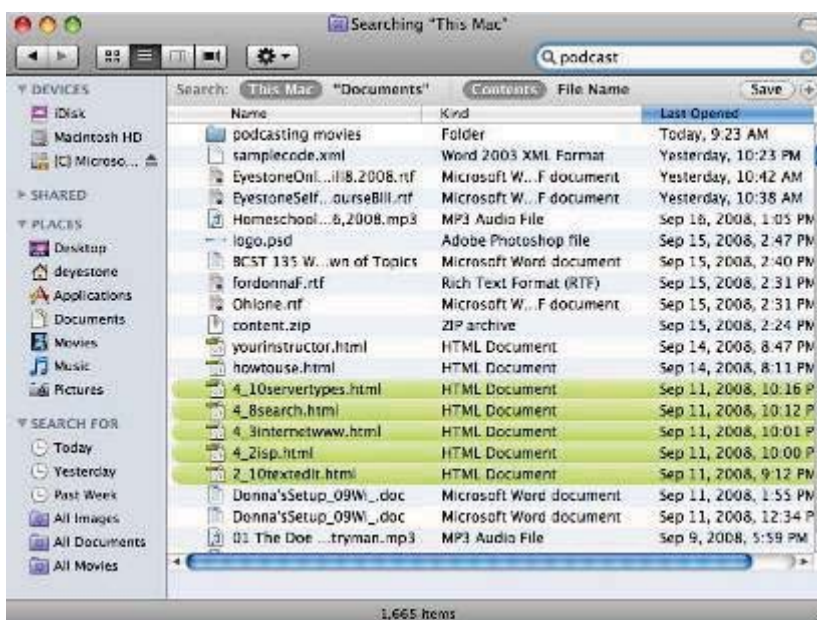 Searching "This Mac"
podcast
Search: This Mac "Documents" Contents File Name Save
Name Kind Last Opened
DEVICES
iDisk
Macintosh HD
(C) Microso...
SHARED
PLACES
Desktop
deyestone
Applications
Documents
Movies
Music
Pictures
SEARCH FOR
Today
Yesterday
Past Week
All Images
All Documents
All Movies
podcasting movies Folder Today, 9:23 AM
samplecode.xml Word 2003 XML Format Yesterday, 10:23 PM
EyestoneOnl...ill8.2008.rtf Microsoft W...F document Yesterday, 10:42 AM
EyestoneSelf...ourseBill.rtf Microsoft W...F document Yesterday, 10:38 AM
Homeschool...6,2008.mp3 MP3 Audio File Sep 16, 2008, 1:05 PM
logo.psd Adobe Photoshop file Sep 15, 2008, 2:47 PM
BCST 135 W...wn of Topics Microsoft Word document Sep 15, 2008, 2:40 PM
fordonnaF.rtf Rich Text Format (RTF) Sep 15, 2008, 2:31 PM
Ohlone.rtf Microsoft W...F document Sep 15, 2008, 2:31 PM
content.zip ZIP archive Sep 15, 2008, 2:24 PM
yourinstructor.html HTML Document Sep 14, 2008, 8:47 PM
howtouse.html HTML Document Sep 14, 2008, 8:11 PM
4_10servertypes.html HTML Document Sep 11, 2008, 10:16 P
4_8search.html HTML Document Sep 11, 2008, 10:12 P
4_3internetwww.html HTML Document Sep 11, 2008, 10:01 P
4_2isp.html HTML Document Sep 11, 2008, 10:00 P
2_10textedit.html HTML Document Sep 11, 2008, 9:12 PM
Donna'sSetup_09Wi_.doc Microsoft Word document Sep 11, 2008, 1:55 PM
Donna'sSetup_09Wi_.doc Microsoft Word document Sep 11, 2008, 12:34 P
01 The Doe ...tryman.mp3 MP3 Audio File Sep 9, 2008, 5:59 PM
1,665 items